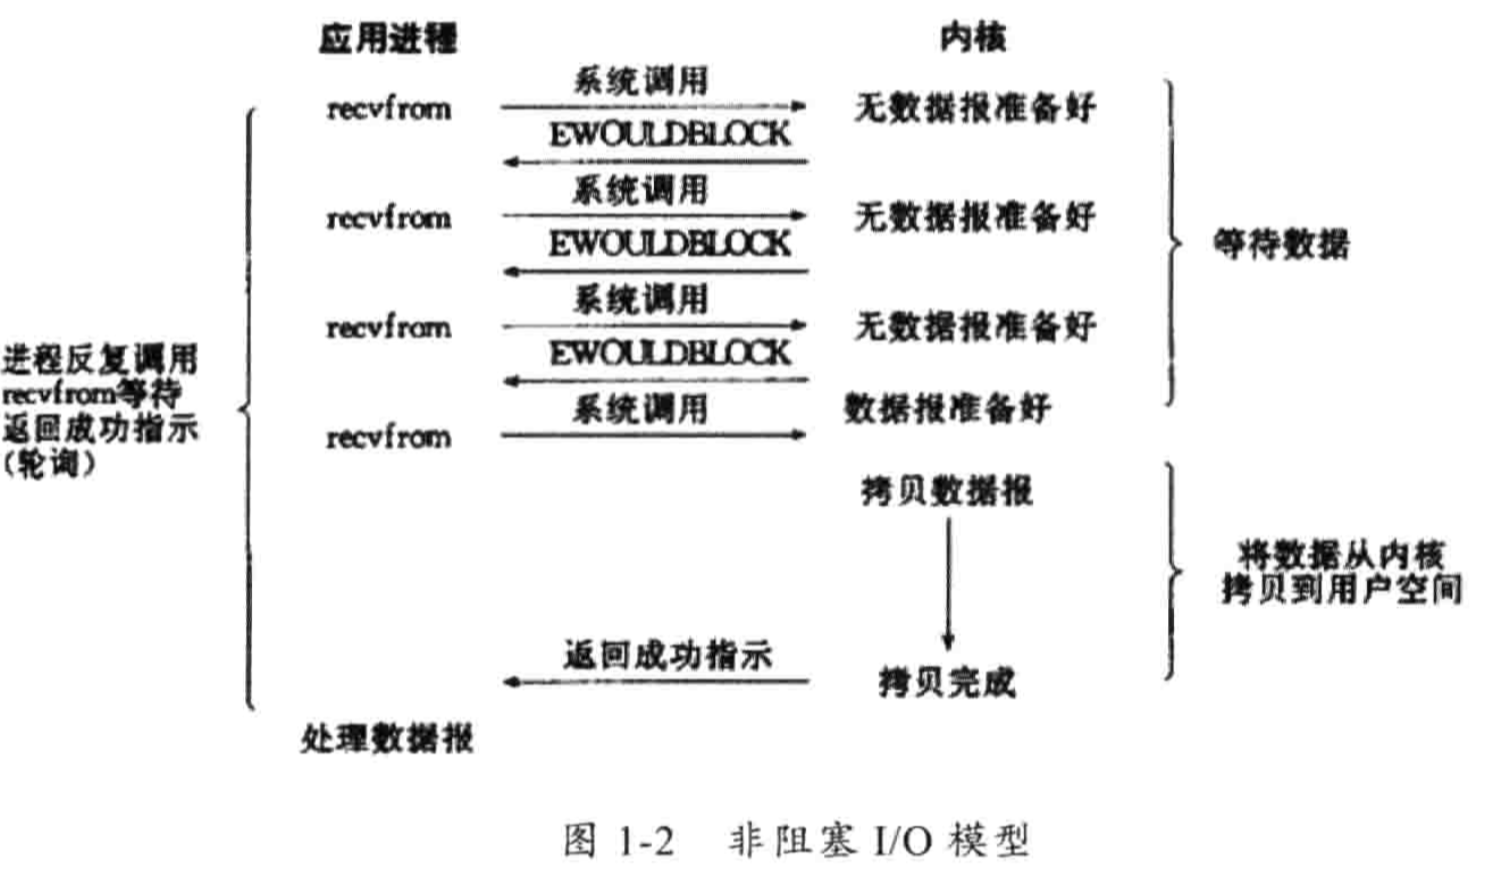 应用进程 内核
recvfrom 系统调用 无数据报准备好
EWOULDBLOCK
recvfrom 系统调用 无数据报准备好
EWOULDBLOCK
recvfrom 系统调用 无数据报准备好
EWOULDBLOCK
recvfrom 系统调用 数据报准备好
等待数据
进程反复调用
recvfrom等待
返回成功指示
(轮询)
拷贝数据报
将数据从内核
拷贝到用户空间
返回成功指示 拷贝完成
处理数据报
图 1-2 非阻塞 I/O 模型